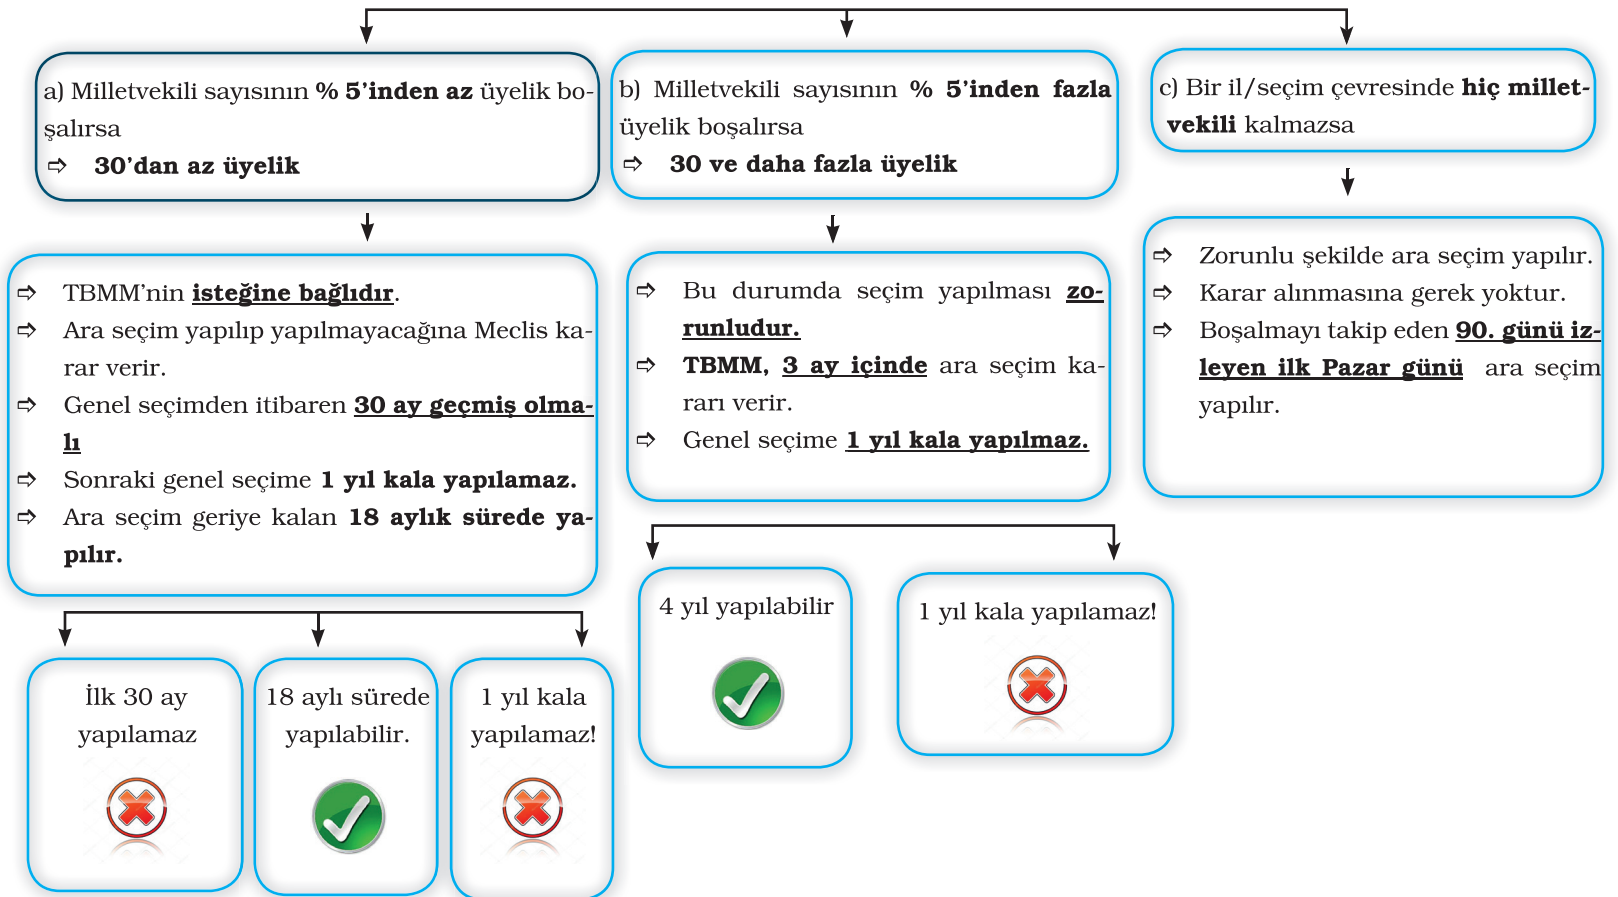 a) Milletvekili sayısının % 5’inden az üyelik bo-
şalırsa
⇨ 30’dan az üyelik
b) Milletvekili sayısının % 5’inden fazla
üyelik boşalırsa
⇨ 30 ve daha fazla üyelik
c) Bir il/seçim çevresinde hiç millet-
vekili kalmazsa
⇨ TBMM’nin isteğine bağlıdır.
⇨ Ara seçim yapılıp yapılmayacağına Meclis ka-
rar verir.
⇨ Genel seçimden itibaren 30 ay geçmiş olma-
lı
⇨ Sonraki genel seçime 1 yıl kala yapılamaz.
⇨ Ara seçim geriye kalan 18 aylık sürede ya-
pılır.
⇨ Bu durumda seçim yapılması zo-
runludur.
⇨ TBMM, 3 ay içinde ara seçim ka-
rarı verir.
⇨ Genel seçime 1 yıl kala yapılmaz.
⇨ Zorunlu şekilde ara seçim yapılır.
⇨ Karar alınmasına gerek yoktur.
⇨ Boşalmayı takip eden 90. günü iz-
leyen ilk Pazar günü ara seçim
yapılır.
İlk 30 ay
yapılamaz
18 aylı sürede
yapılabilir.
1 yıl kala
yapılamaz!
4 yıl yapılabilir
1 yıl kala yapılamaz!